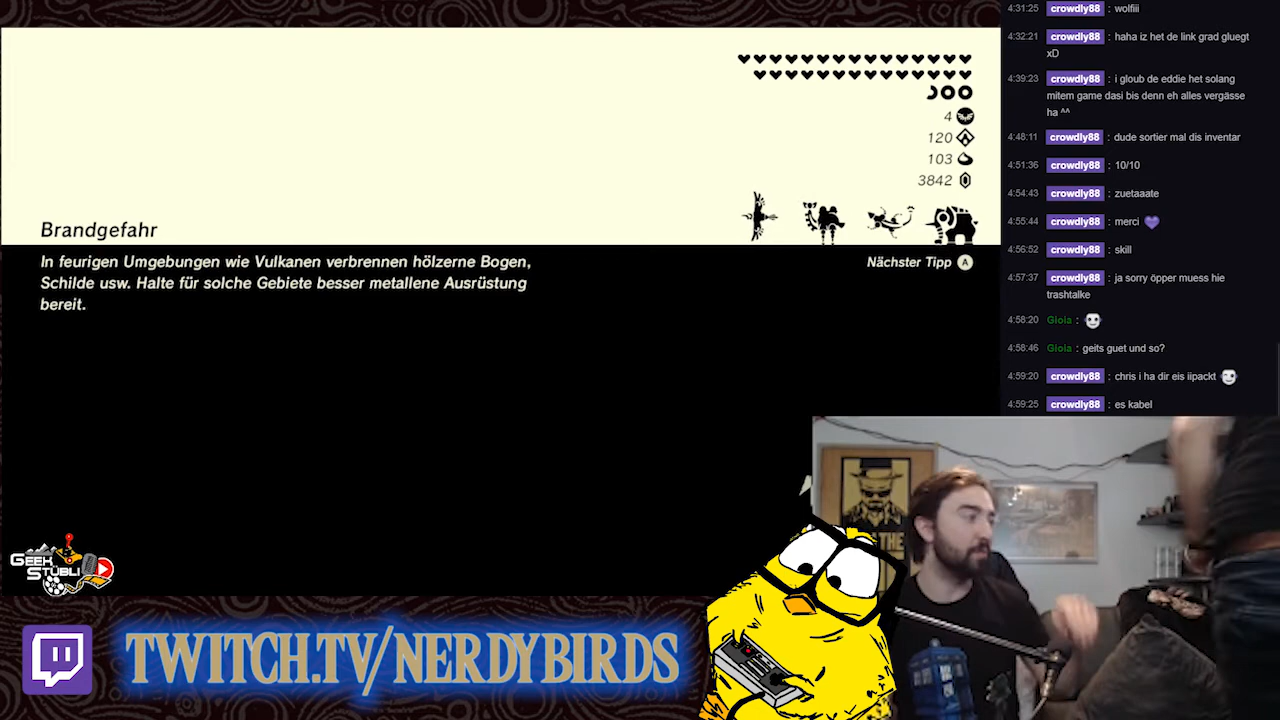 4
120
103
3842
Brandgefahr
In feurigen Umgebungen wie Vulkanen verbrennen hölzerne Bogen,
Schilde usw. Halte für solche Gebiete besser metallene Ausrüstung
bereit.
Nächster Tipp A
4:31:25 crowdly88 : wolfiii
4:32:21 crowdly88 : haha iz het de link grad gluegt
xD
4:39:23 crowdly88 : i gloub de eddie het solang
mitem game dasi bis denn eh alles vergässe
ha ^^
4:48:11 crowdly88 : dude sortier mal dis inventar
4:51:36 crowdly88 : 10/10
4:54:43 crowdly88 : zuetaaate
4:55:44 crowdly88 : merci
4:56:52 crowdly88 : skill
4:57:37 crowdly88 : ja sorry öpper muess hie
trashtalke
4:58:20 Gioia :
4:58:46 Gioia : geits guet und so?
4:59:20 crowdly88 : chris i ha dir eis iipackt
4:59:25 crowdly88 : es kabel
GEEK
STÜBLI
TWITCH.TV/NERDYBIRDS